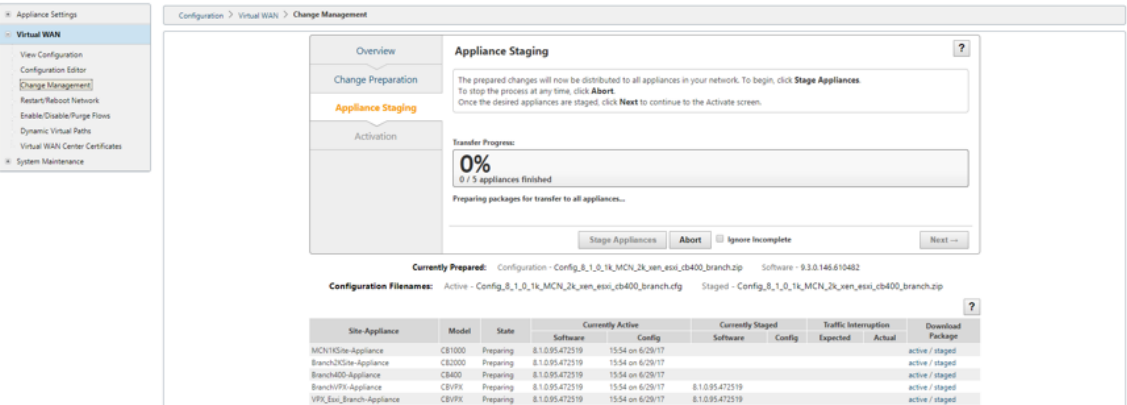 Appliance Settings
Virtual WAN
View Configuration
Configuration Editor
Change Management
Restart/Reboot Network
Enable/Disable/Purge Flows
Dynamic Virtual Paths
Virtual WAN Center Certificates
System Maintenance
Configuration > Virtual WAN > Change Management
Overview
Change Preparation
Appliance Staging
Activation
Appliance Staging ?
The prepared changes will now be distributed to all appliances in your network. To begin, click Stage Appliances.
To stop the process at any time, click Abort.
Once the desired appliances are staged, click Next to continue to the Activate screen.
Transfer Progress:
0%
0 / 5 appliances finished
Preparing packages for transfer to all appliances...
Stage Appliances Abort Ignore Incomplete Next →
Currently Prepared: Configuration - Config_8_1_0_1k_MCN_2k_xen_esxi_cb400_branch.zip Software - 9.3.0.146.610482
Configuration Filenames: Active - Config_8_1_0_1k_MCN_2k_xen_esxi_cb400_branch.cfg Staged - Config_8_1_0_1k_MCN_2k_xen_esxi_cb400_branch.zip
?
Site-Appliance Model State Currently Active Currently Staged Traffic Interruption Download Package
Software Config Software Config Expected Actual
MCN1KSite-Appliance CB1000 Preparing 8.1.0.95.472519 15:54 on 6/29/17 active / staged
Branch2KSite-Appliance CB2000 Preparing 8.1.0.95.472519 15:54 on 6/29/17 active / staged
Branch400-Appliance CB400 Preparing 8.1.0.95.472519 15:54 on 6/29/17 active / staged
BranchVPX-Appliance CBVPX Preparing 8.1.0.95.472519 15:54 on 6/29/17 8.1.0.95.472519 active / staged
VPX_Esxi_Branch-Appliance CBVPX Preparing 8.1.0.95.472519 15:54 on 6/29/17 8.1.0.95.472519 active / staged